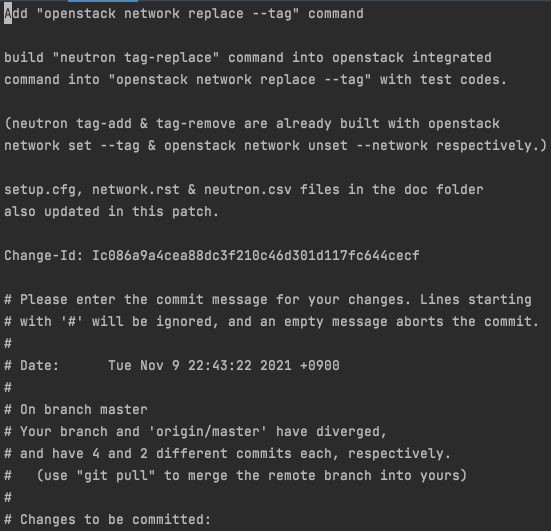 Add "openstack network replace --tag" command
build "neutron tag-replace" command into openstack integrated
command into "openstack network replace --tag" with test codes.
(neutron tag-add & tag-remove are already built with openstack
network set --tag & openstack network unset --network respectively.)
setup.cfg, network.rst & neutron.csv files in the doc folder
also updated in this patch.
Change-Id: Ic086a9a4cea88dc3f210c46d301d117fc644cecf
# Please enter the commit message for your changes. Lines starting
# with '#' will be ignored, and an empty message aborts the commit.
#
# Date:      Tue Nov 9 22:43:22 2021 +0900
#
# On branch master
# Your branch and 'origin/master' have diverged,
# and have 4 and 2 different commits each, respectively.
#   (use "git pull" to merge the remote branch into yours)
#
# Changes to be committed: